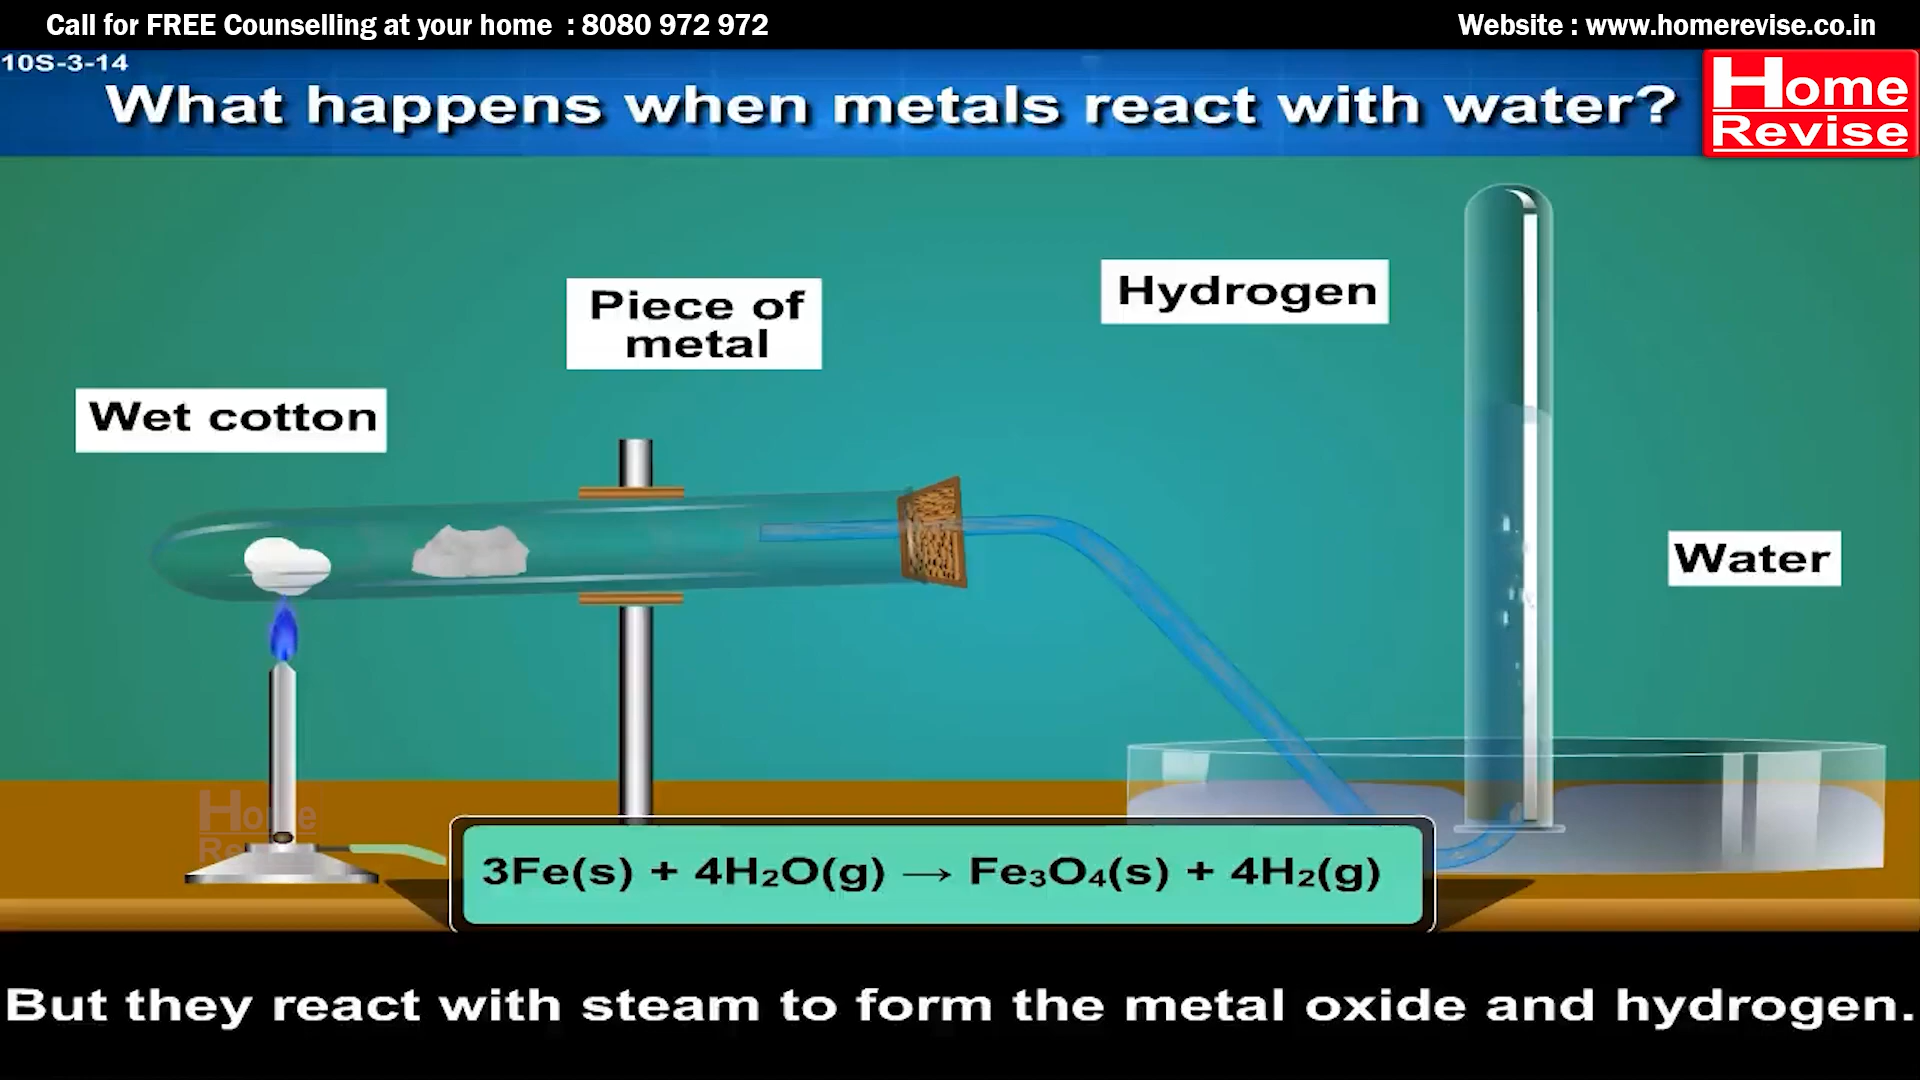 Call for FREE Counselling at your home : 8080 972 972
Website : www.homerevise.co.in
10S-3-14
What happens when metals react with water?
Home
Revise
Hydrogen
Piece of
metal
Wet cotton
Water
Home
Re
3Fe(s) + 4H₂O(g) → Fe₃O₄(s) + 4H₂(g)
But they react with steam to form the metal oxide and hydrogen.